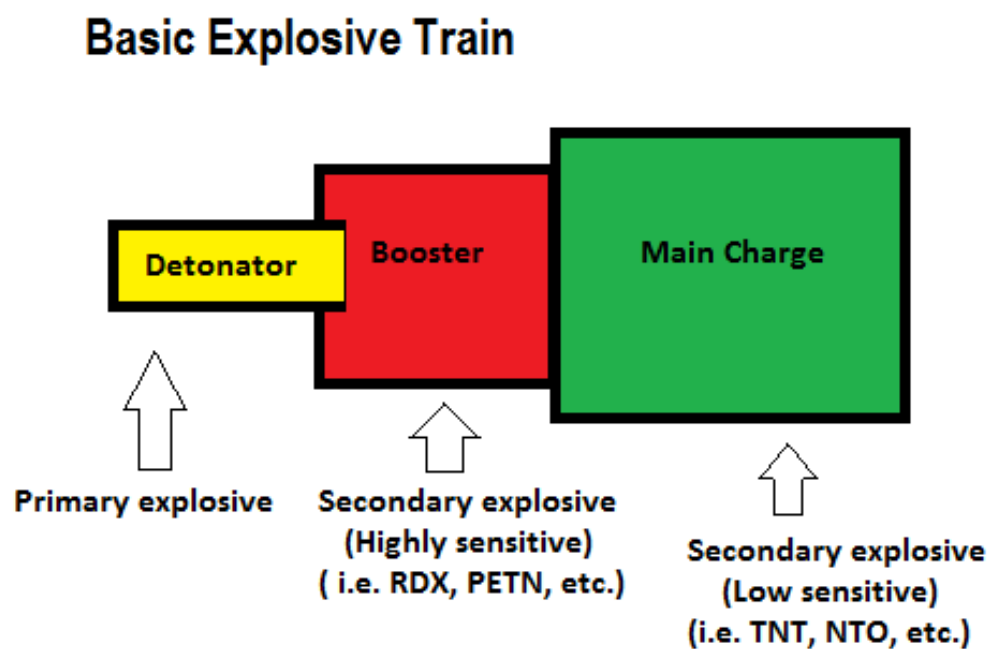 Basic Explosive Train
Detonator
Booster
Main Charge
Primary explosive
Secondary explosive
(Highly sensitive)
( i.e. RDX, PETN, etc.)
Secondary explosive
(Low sensitive)
(i.e. TNT, NTO, etc.)